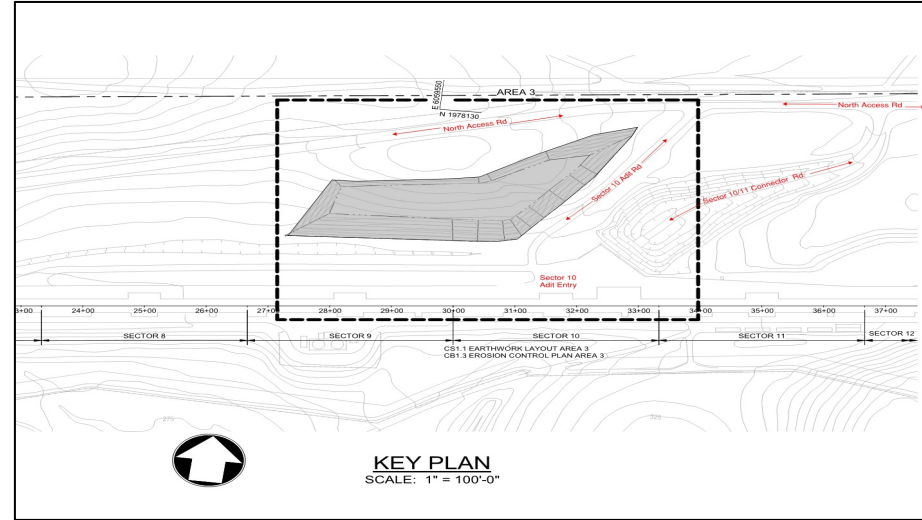 AREA 3
E 6059550
N 1978130
North Access Rd
North Access Rd
Sector 10 Adit Rd
Sector 10/11 Connector Rd.
Sector 10
Adit Entry
24+00 25+00 26+00 27+00 28+00 29+00 30+00 31+00 32+00 33+00 34+00 35+00 36+00 37+00
SECTOR 8 SECTOR 9 SECTOR 10 SECTOR 11 SECTOR 12
CS1.1 EARTHWORK LAYOUT AREA 3
CB1.3 EROSION CONTROL PLAN AREA 3
275
325
KEY PLAN
SCALE: 1" = 100'-0"